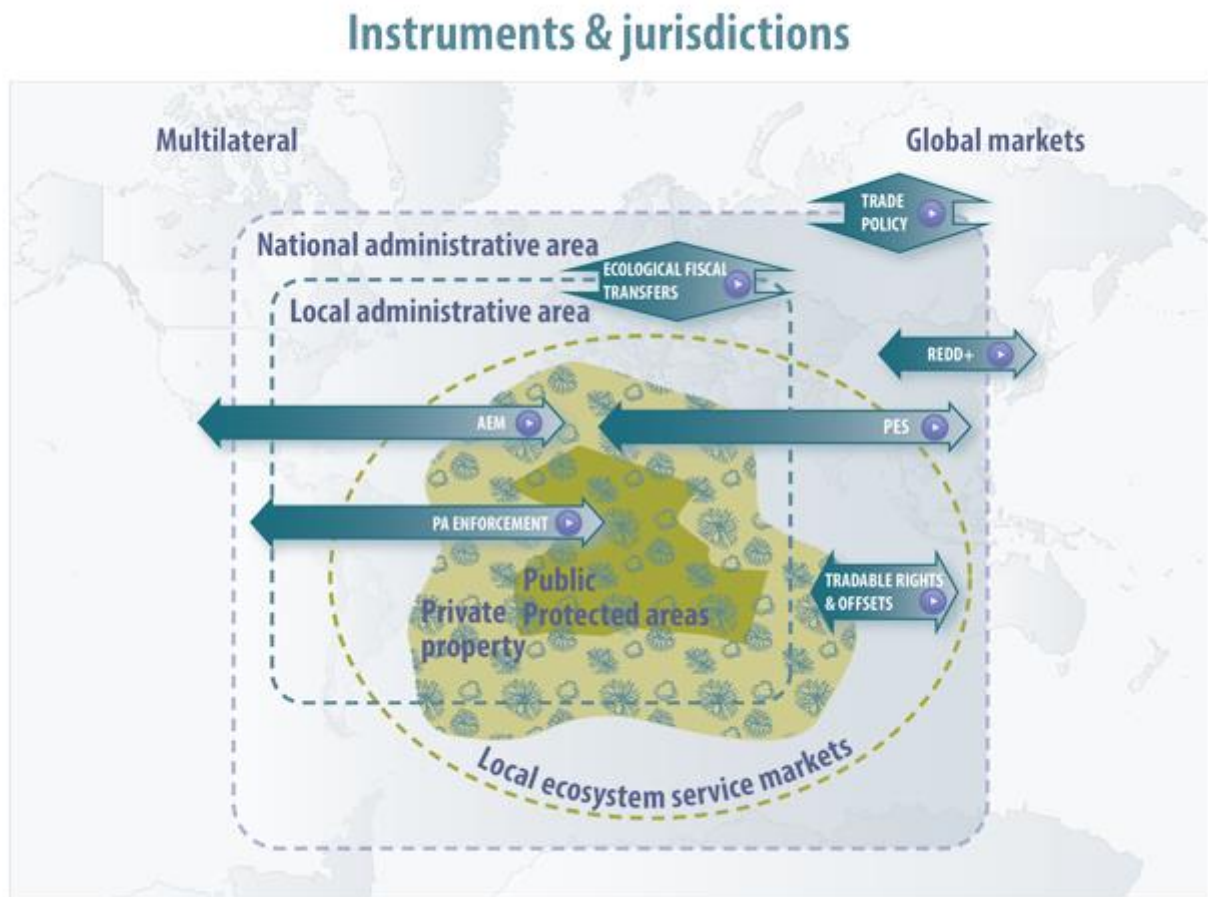 Instruments & jurisdictions
Multilateral
Global markets
TRADE
POLICY
National administrative area
ECOLOGICAL FISCAL
TRANSFERS
Local administrative area
REDD+
AEM
PES
PA ENFORCEMENT
Public
Protected areas
Private
property
TRADABLE RIGHTS
& OFFSETS
Local ecosystem service markets